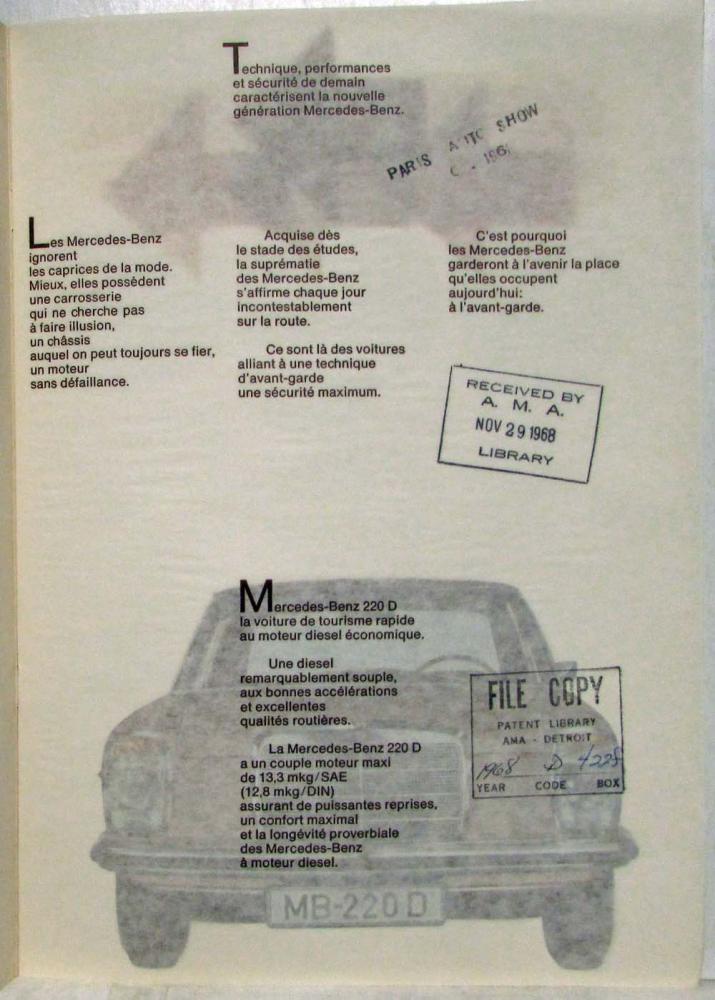 Technique, performances
et sécurité de demain
caractérisent la nouvelle
génération Mercedes-Benz.
PARIS AUTO SHOW
Les Mercedes-Benz
ignorent
les caprices de la mode.
Mieux, elles possèdent
une carrosserie
qui ne cherche pas
à faire illusion,
un châssis
auquel on peut toujours se fier,
un moteur
sans défaillance.
Acquise dès
le stade des études,
la suprématie
des Mercedes-Benz
s'affirme chaque jour
incontestablement
sur la route.
Ce sont là des voitures
alliant à une technique
d'avant-garde
une sécurité maximum.
C'est pourquoi
les Mercedes-Benz
garderont à l'avenir la place
qu'elles occupent
aujourd'hui:
à l'avant-garde.
RECEIVED BY
A. M. A.
NOV 29 1968
LIBRARY
Mercedes-Benz 220 D
la voiture de tourisme rapide
au moteur diesel économique.
Une diesel
remarquablement souple,
aux bonnes accélérations
et excellentes
qualités routières.
La Mercedes-Benz 220 D
a un couple moteur maxi
de 13,3 mkg/SAE
(12,8 mkg/DIN)
assurant de puissantes reprises,
un confort maximal
et la longévité proverbiale
des Mercedes-Benz
à moteur diesel.
FILE COPY
PATENT LIBRARY
AMA - DETROIT
1968 D 4228
YEAR CODE BOX
MB-220 D